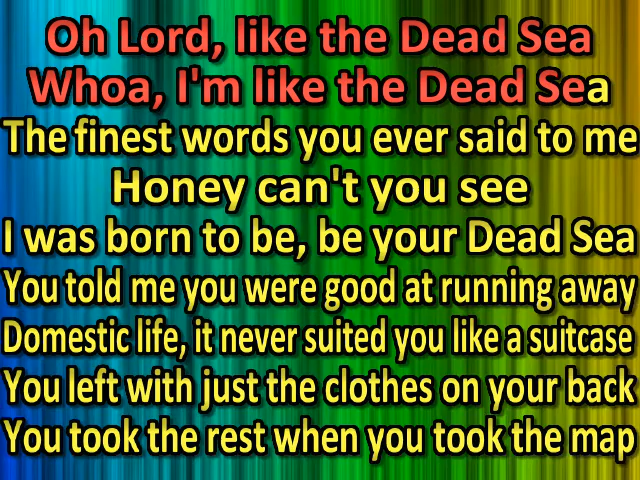 Oh Lord, like the Dead Sea
Whoa, I'm like the Dead Sea
The finest words you ever said to me
Honey can't you see
I was born to be, be your Dead Sea
You told me you were good at running away
Domestic life, it never suited you like a suitcase
You left with just the clothes on your back
You took the rest when you took the map